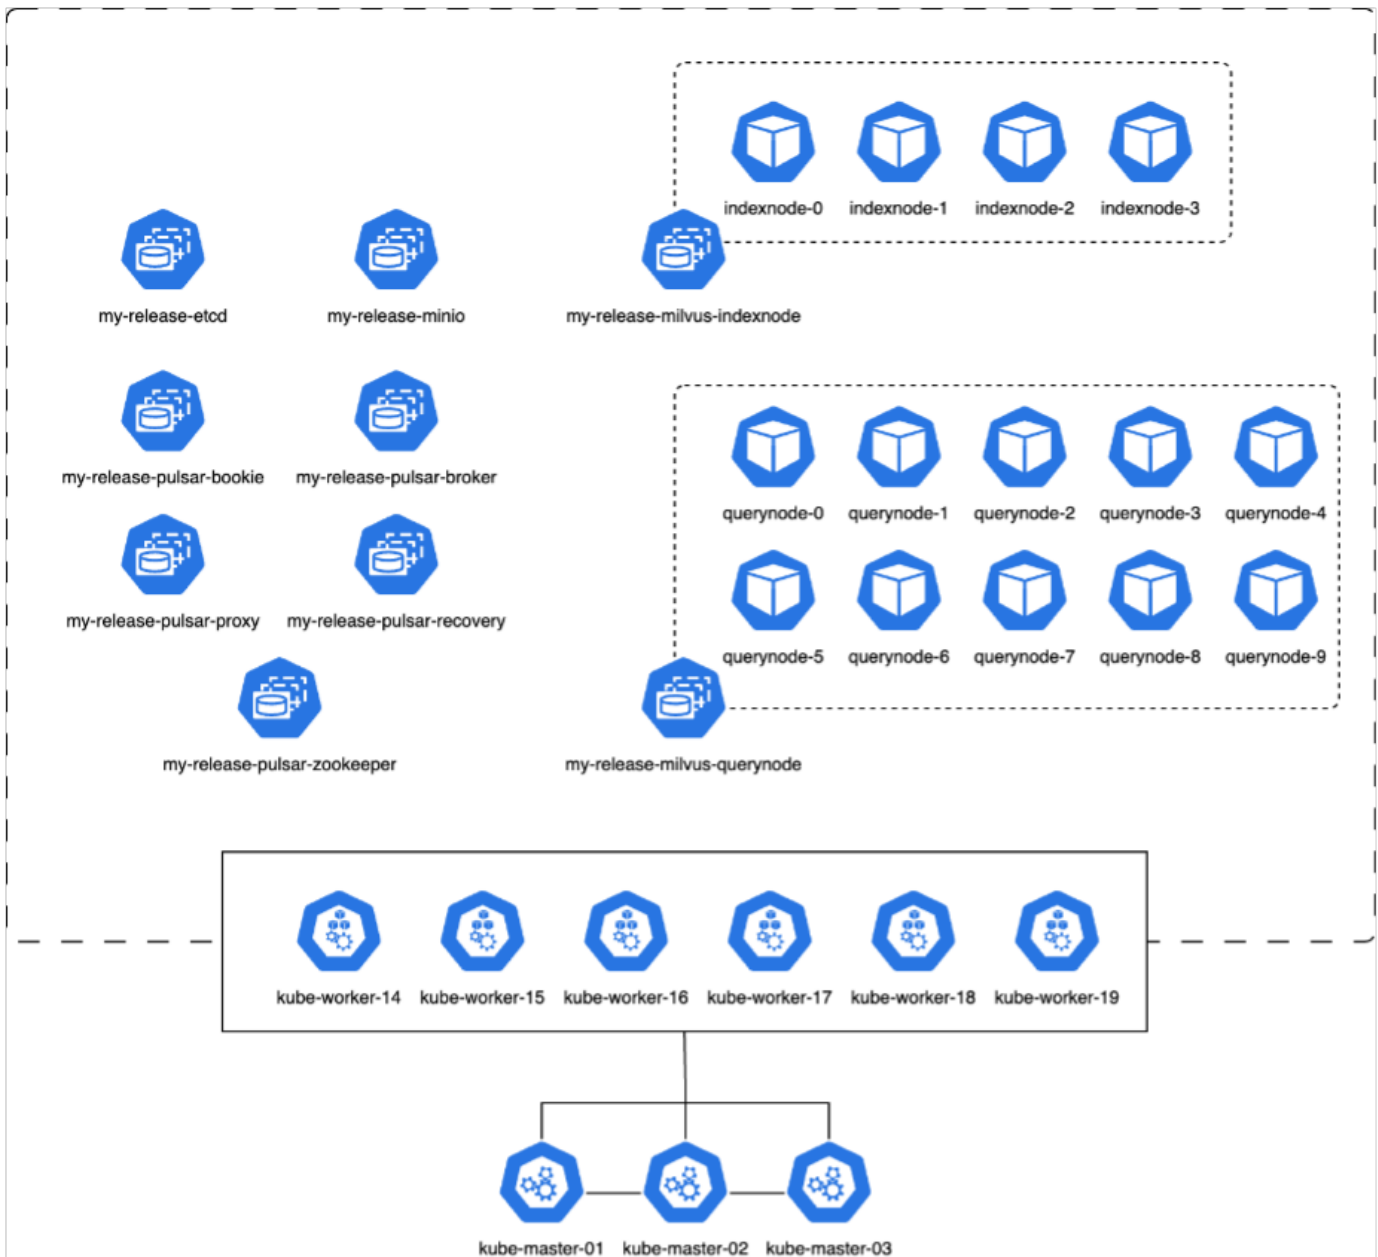 indexnode-0 indexnode-1 indexnode-2 indexnode-3
my-release-etcd my-release-minio my-release-milvus-indexnode
my-release-pulsar-bookie my-release-pulsar-broker
querynode-0 querynode-1 querynode-2 querynode-3 querynode-4
my-release-pulsar-proxy my-release-pulsar-recovery
querynode-5 querynode-6 querynode-7 querynode-8 querynode-9
my-release-pulsar-zookeeper my-release-milvus-querynode
kube-worker-14 kube-worker-15 kube-worker-16 kube-worker-17 kube-worker-18 kube-worker-19
kube-master-01 kube-master-02 kube-master-03